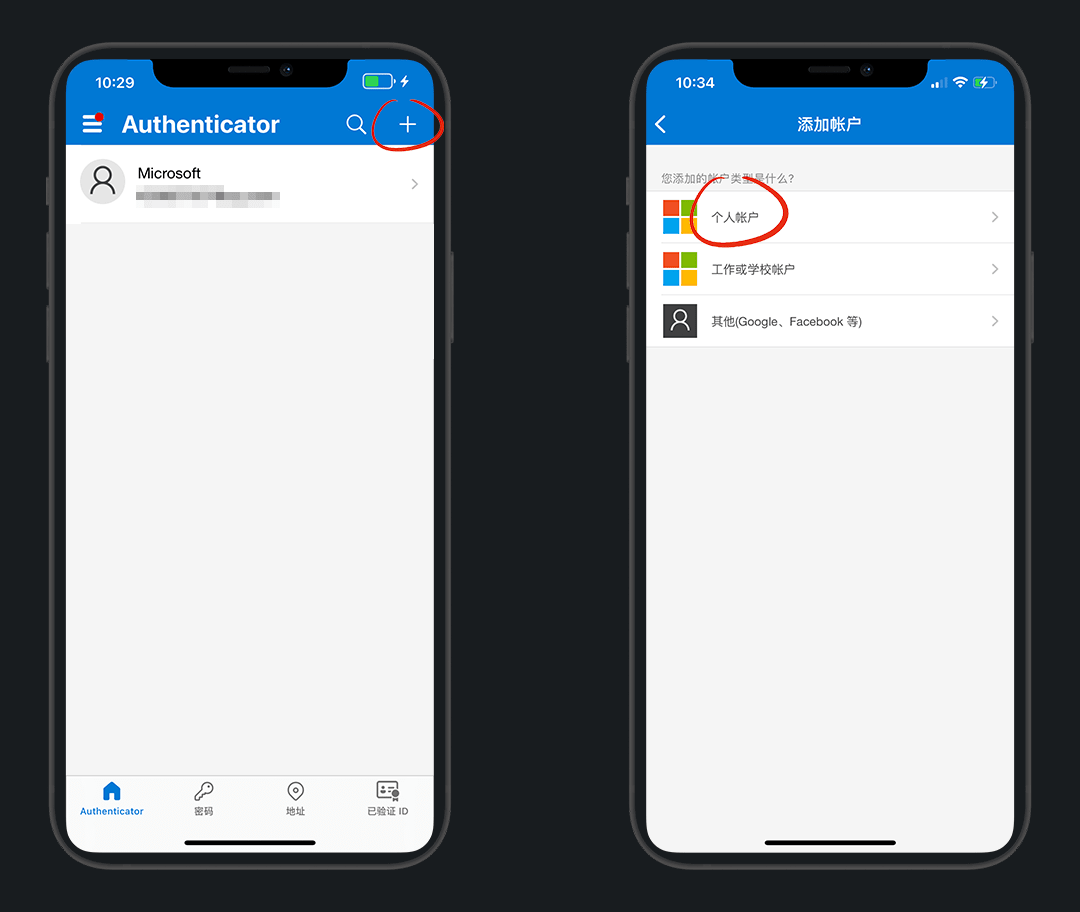 10:29
Authenticator
Microsoft
Authenticator
密码
地址
已验证 ID
10:34
添加帐户
您添加的帐户类型是什么?
个人帐户
工作或学校帐户
其他(Google、Facebook 等)